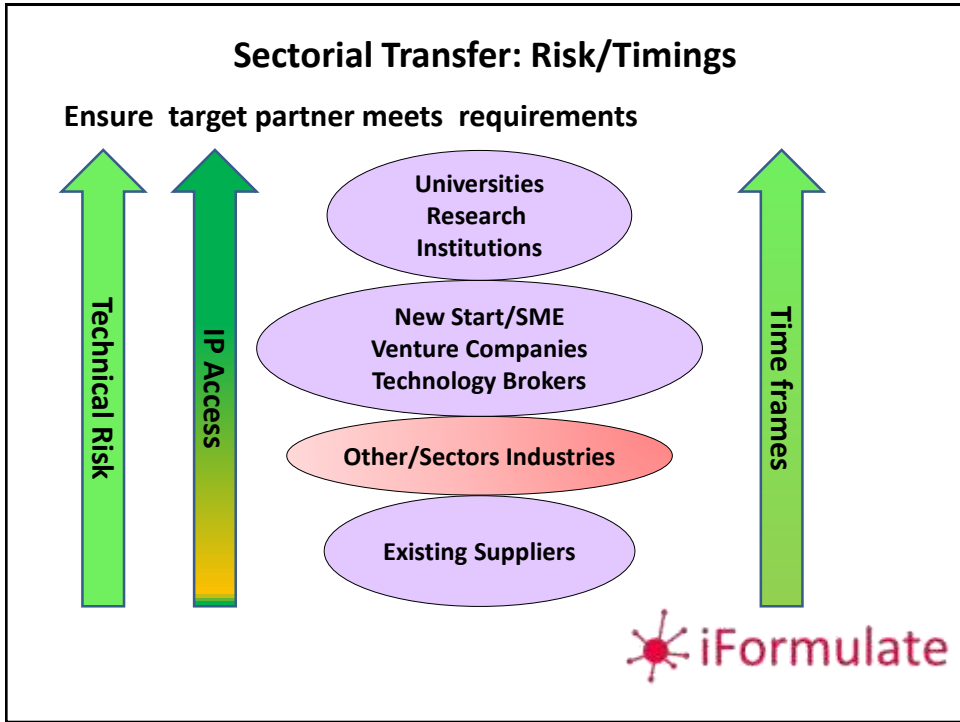 Sectorial Transfer: Risk/Timings
Ensure target partner meets requirements
Technical Risk
IP Access
Universities
Research
Institutions
New Start/SME
Venture Companies
Technology Brokers
Other/Sectors Industries
Existing Suppliers
Time frames
iFormulate